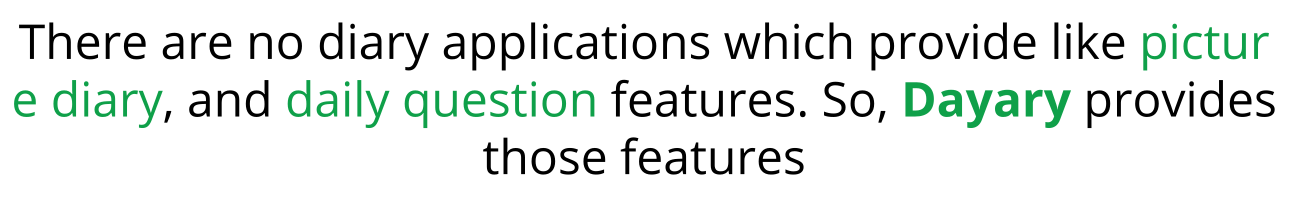 There are no diary applications which provide like pictur
e diary, and daily question features. So, Dayary provides
those features